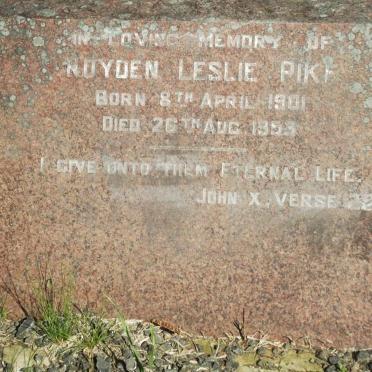 IN LOVING MEMORY OF
ROYDEN LESLIE PIKE
BORN 8TH APRIL 1901
DIED 26TH AUG 1953
I GIVE UNTO THEM ETERNAL LIFE.
JOHN X, VERSE